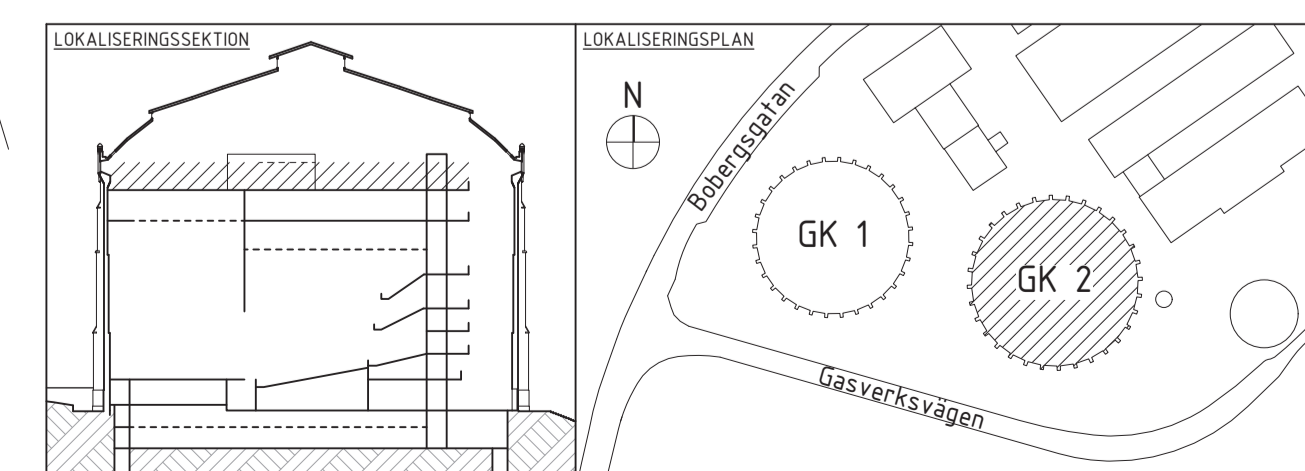 LOKALISERINGSSEKTION
LOKALISERINGSPLAN
N
Bobergsgatan
GK 1
GK 2
Gasverksvägen